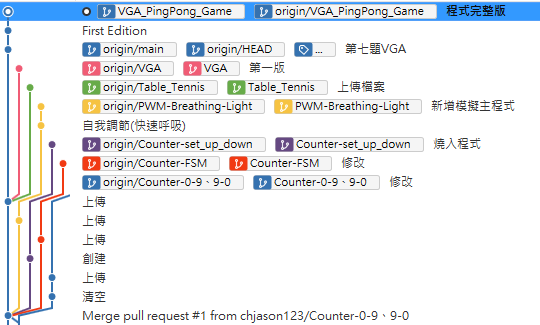 VGA_PingPong_Game origin/VGA_PingPong_Game 程式完整版
First Edition
origin/main origin/HEAD ... 第七題VGA
origin/VGA VGA 第一版
origin/Table_Tennis Table_Tennis 上傳檔案
origin/PWM-Breathing-Light PWM-Breathing-Light 新增模擬主程式
自我調節(快速呼吸)
origin/Counter-set_up_down Counter-set_up_down 燒入程式
origin/Counter-FSM Counter-FSM 修改
origin/Counter-0-9、9-0 Counter-0-9、9-0 修改
上傳
上傳
上傳
創建
上傳
清空
Merge pull request #1 from chjason123/Counter-0-9、9-0